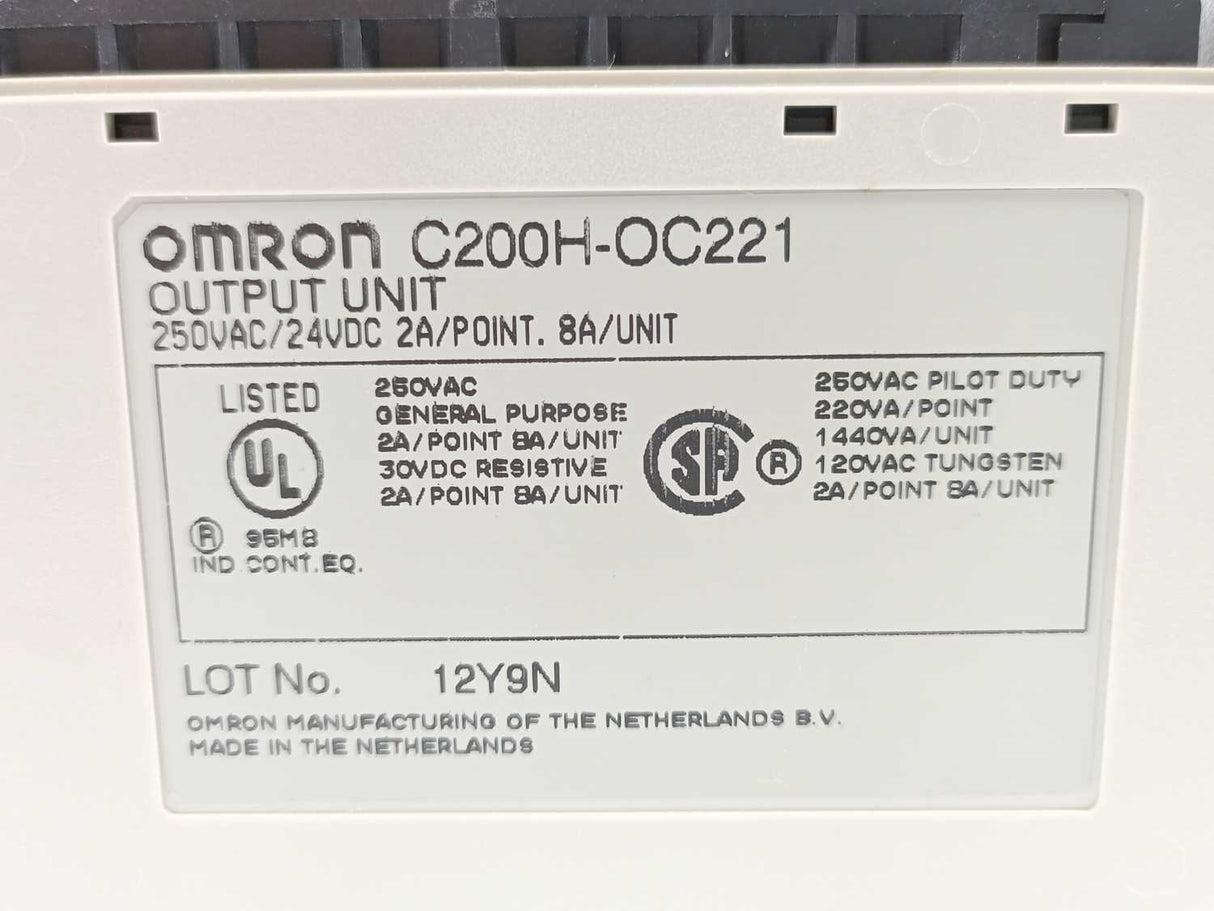 OMRON C200H-OC221
OUTPUT UNIT
250VAC/24VDC 2A/POINT. 8A/UNIT
LISTED
UL
® 95M8
IND.CONT.EQ.
250VAC
GENERAL PURPOSE
2A/POINT 8A/UNIT
30VDC RESISTIVE
2A/POINT 8A/UNIT
SA ®
250VAC PILOT DUTY
220VA/POINT
1440VA/UNIT
120VAC TUNGSTEN
2A/POINT 8A/UNIT
LOT No. 12Y9N
OMRON MANUFACTURING OF THE NETHERLANDS B.V.
MADE IN THE NETHERLANDS